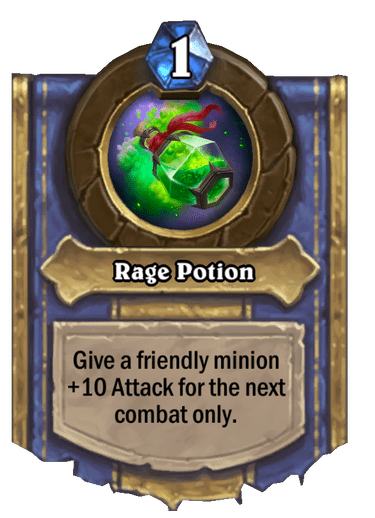 1
Rage Potion
Give a friendly minion
+10 Attack for the next
combat only.